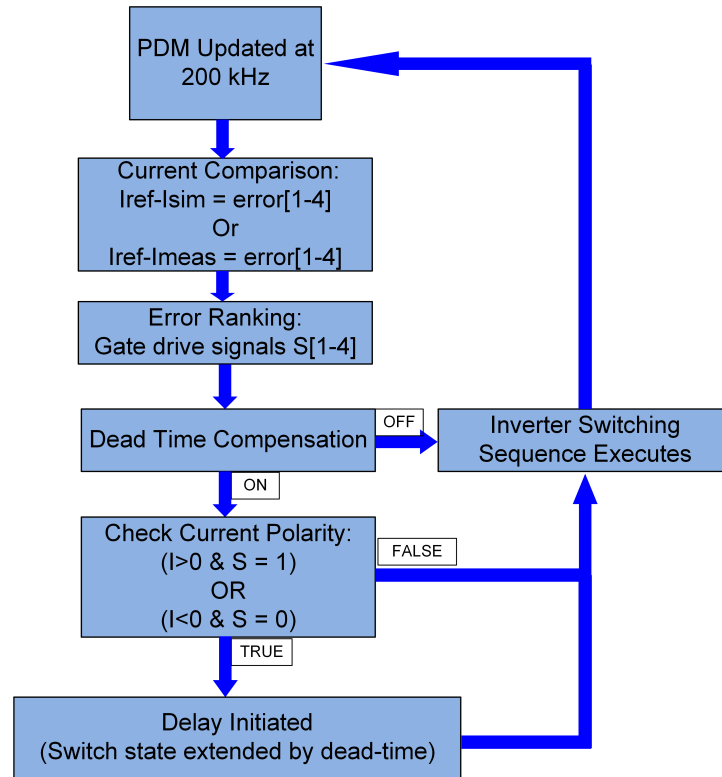 PDM Updated at
200 kHz
Current Comparison:
Iref-Isim = error[1-4]
Or
Iref-Imeas = error[1-4]
Error Ranking:
Gate drive signals S[1-4]
Dead Time Compensation
OFF
Inverter Switching
Sequence Executes
ON
Check Current Polarity:
(I>0 & S = 1)
OR
(I<0 & S = 0)
FALSE
TRUE
Delay Initiated
(Switch state extended by dead-time)